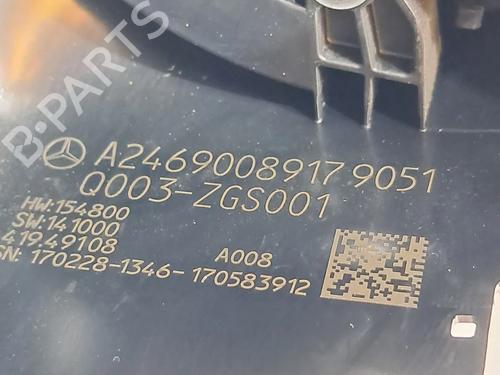 B-PARTS
A2469008917 9051
Q003-ZGS001
HW:154800
SW:141000
419.49108
A008
SN: 170228-1346-170583912